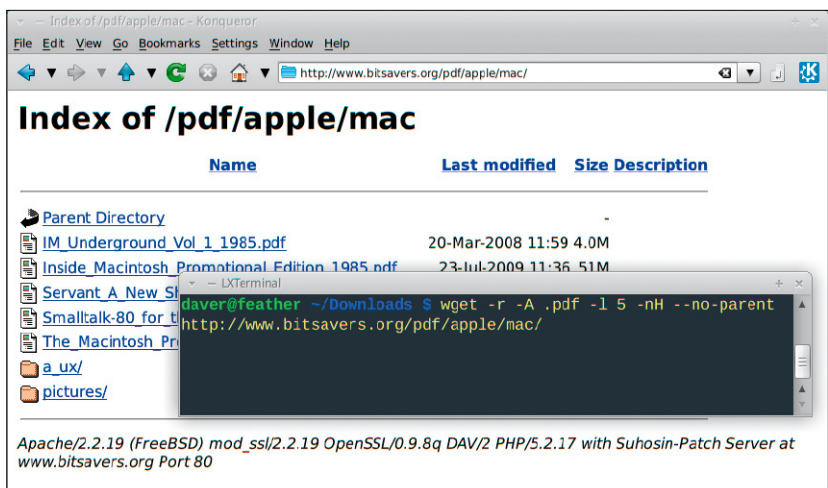 Index of /pdf/apple/mac - Konqueror
File Edit View Go Bookmarks Settings Window Help
http://www.bitsavers.org/pdf/apple/mac/
Index of /pdf/apple/mac
Name Last modified Size Description
Parent Directory -
IM_Underground_Vol_1_1985.pdf 20-Mar-2008 11:59 4.0M
Inside_Macintosh_Promotional_Edition_1985.pdf 23-Jul-2009 11:36 51M
Servant_A_New_Sh
Smalltalk-80_for_t
The_Macintosh_Pr
a_ux/
pictures/
LXTerminal
daver@feather ~/Downloads $ wget -r -A .pdf -l 5 -nH --no-parent
http://www.bitsavers.org/pdf/apple/mac/
Apache/2.2.19 (FreeBSD) mod_ssl/2.2.19 OpenSSL/0.9.8q DAV/2 PHP/5.2.17 with Suhosin-Patch Server at
www.bitsavers.org Port 80